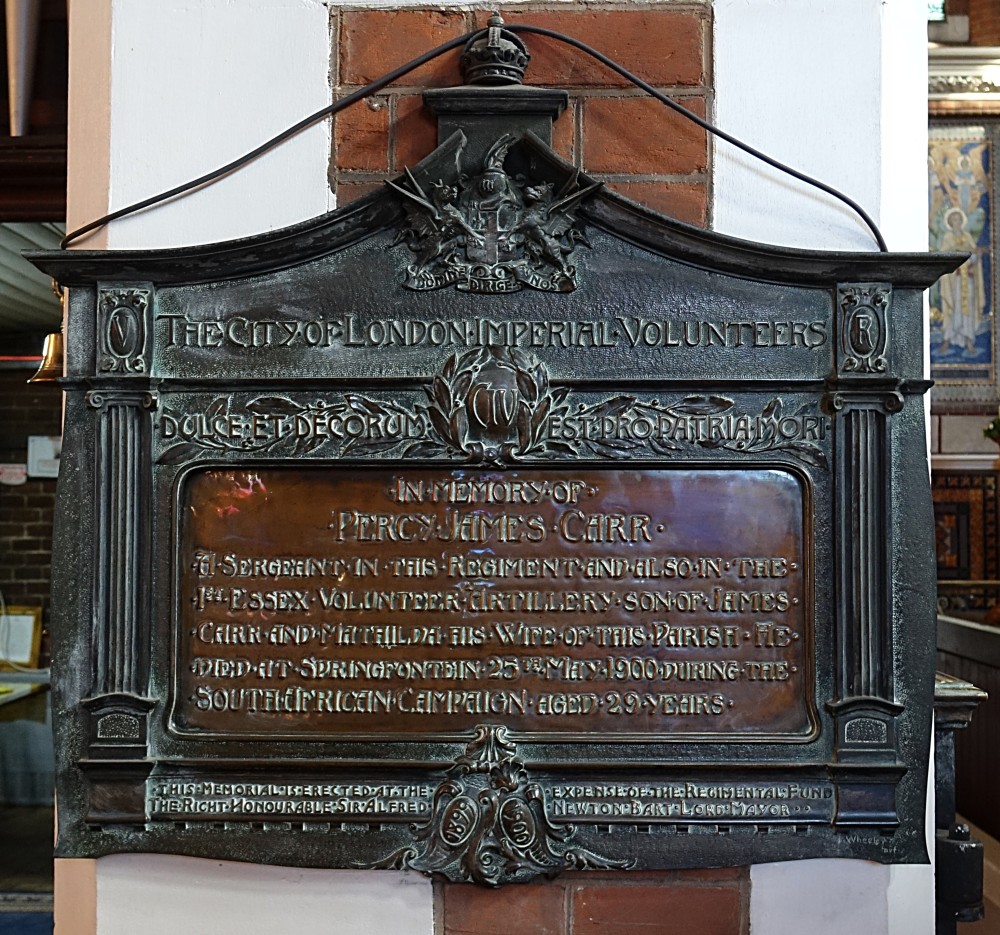 DOMINE DIRIGE NOS
V
THE·CITY·OF·LONDON·IMPERIAL·VOLUNTEERS
R
DULCE·ET·DECORUM· CIV ·EST·PRO·PATRIA·MORI·
·IN·MEMORY·OF·
·PERCY·JAMES·CARR·
·A·SERGEANT·IN·THIS·REGIMENT·AND·ALSO·IN·THE·
·1ST·ESSEX·VOLUNTEER·ARTILLERY·SON·OF·JAMES·
·CARR·AND·MATHILDA·HIS·WIFE·OF·THIS·PARISH·HE·
·DIED·AT·SPRINGFONTEIN·25TH·MAY·1900·DURING·THE·
·SOUTH·AFRICAN·CAMPAIGN·AGED·29·YEARS·
·THIS·MEMORIAL·IS·ERECTED·AT·THE· EXPENSE·OF·THE·REGIMENTAL·FUND
THE·RIGHT·HONOURABLE·SIR·ALFRED· NEWTON·BART·LORD·MAYOR··
1899 1900
Wheeler